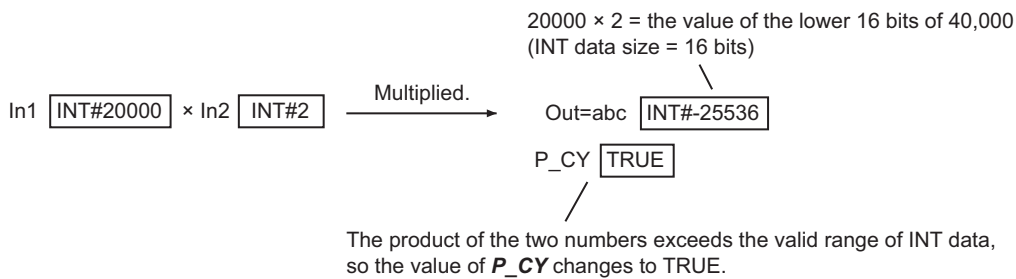 20000 × 2 = the value of the lower 16 bits of 40,000
(INT data size = 16 bits)
In1 INT#20000 × In2 INT#2 Multiplied. Out=abc INT#-25536
P_CY TRUE
The product of the two numbers exceeds the valid range of INT data,
so the value of P_CY changes to TRUE.